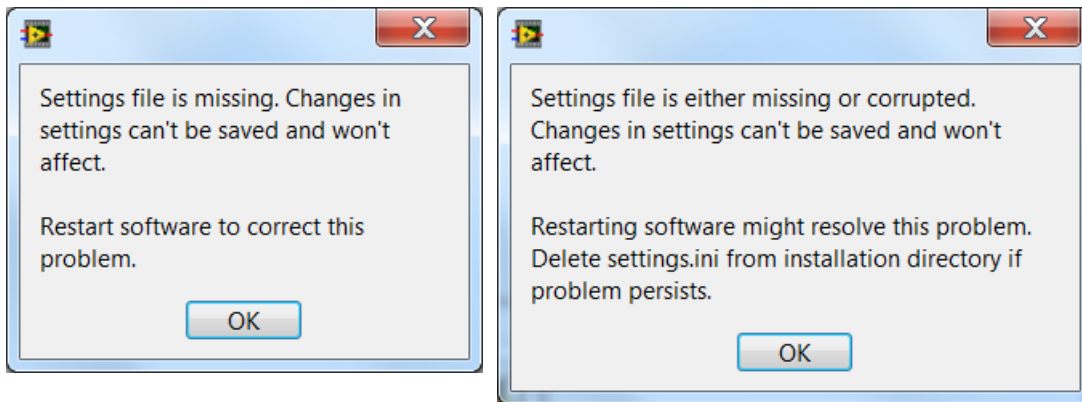 Settings file is missing. Changes in
settings can't be saved and won't
affect.
Restart software to correct this
problem.
OK
Settings file is either missing or corrupted.
Changes in settings can't be saved and won't
affect.
Restarting software might resolve this problem.
Delete settings.ini from installation directory if
problem persists.
OK